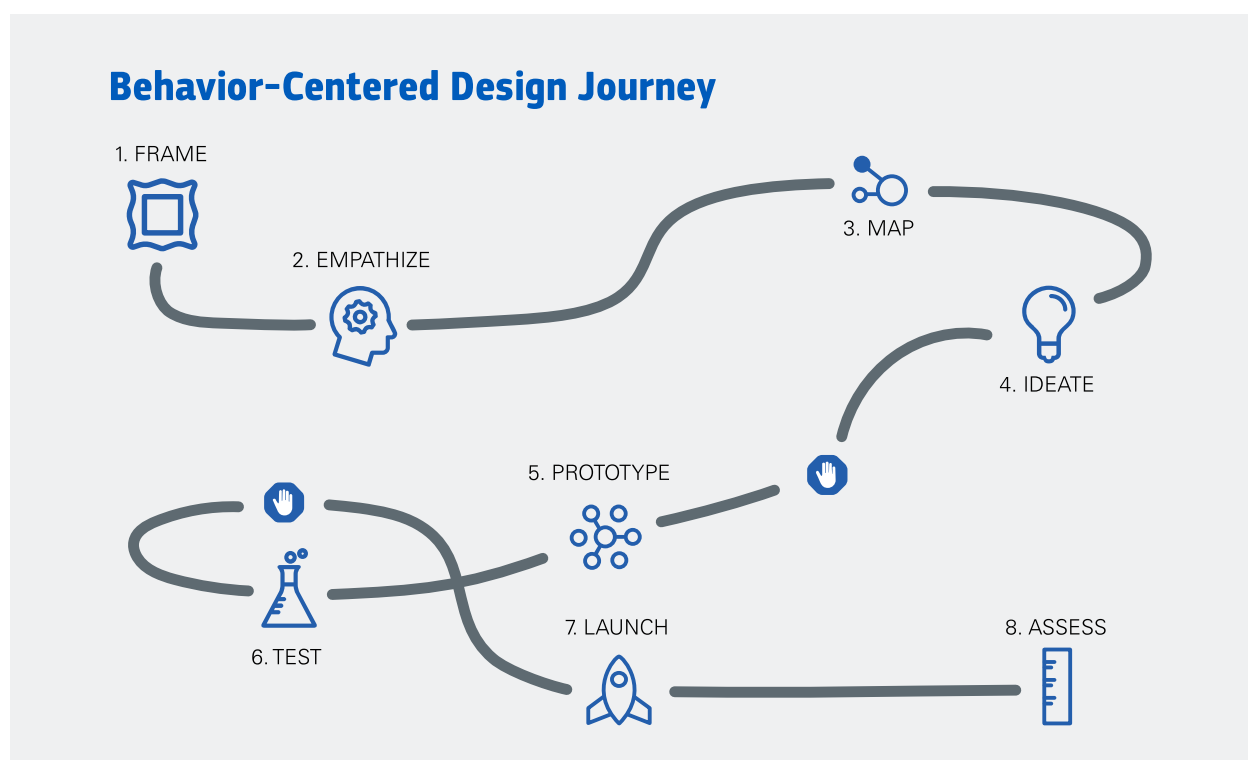 Behavior-Centered Design Journey
1. FRAME
2. EMPATHIZE
3. MAP
4. IDEATE
5. PROTOTYPE
6. TEST
7. LAUNCH
8. ASSESS